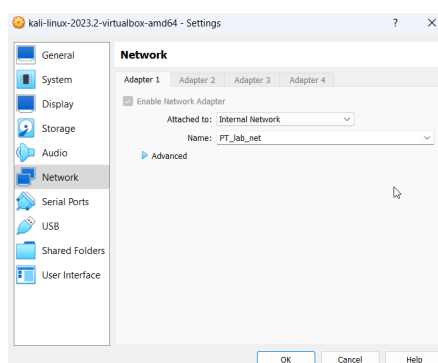 kali-linux-2023.2-virtualbox-amd64 - Settings ? ×
General
System
Display
Storage
Audio
Network
Serial Ports
USB
Shared Folders
User Interface
Network
Adapter 1 Adapter 2 Adapter 3 Adapter 4
Enable Network Adapter
Attached to: Internal Network
Name: PT_lab_net
Advanced
OK Cancel Help